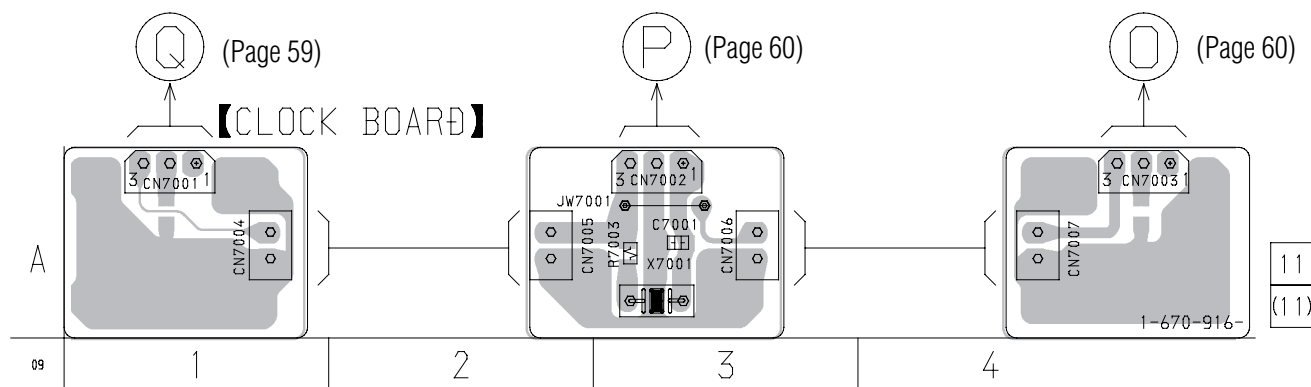 Q (Page 59) P (Page 60) O (Page 60)
【CLOCK BOARD】
3 CN7001 1
3 CN7002 1
3 CN7003 1
JW7001
CN7004
CN7005
R7003
C7001
X7001
CN7006
CN7007
A
11
(11)
1-670-916-
09 1 2 3 4